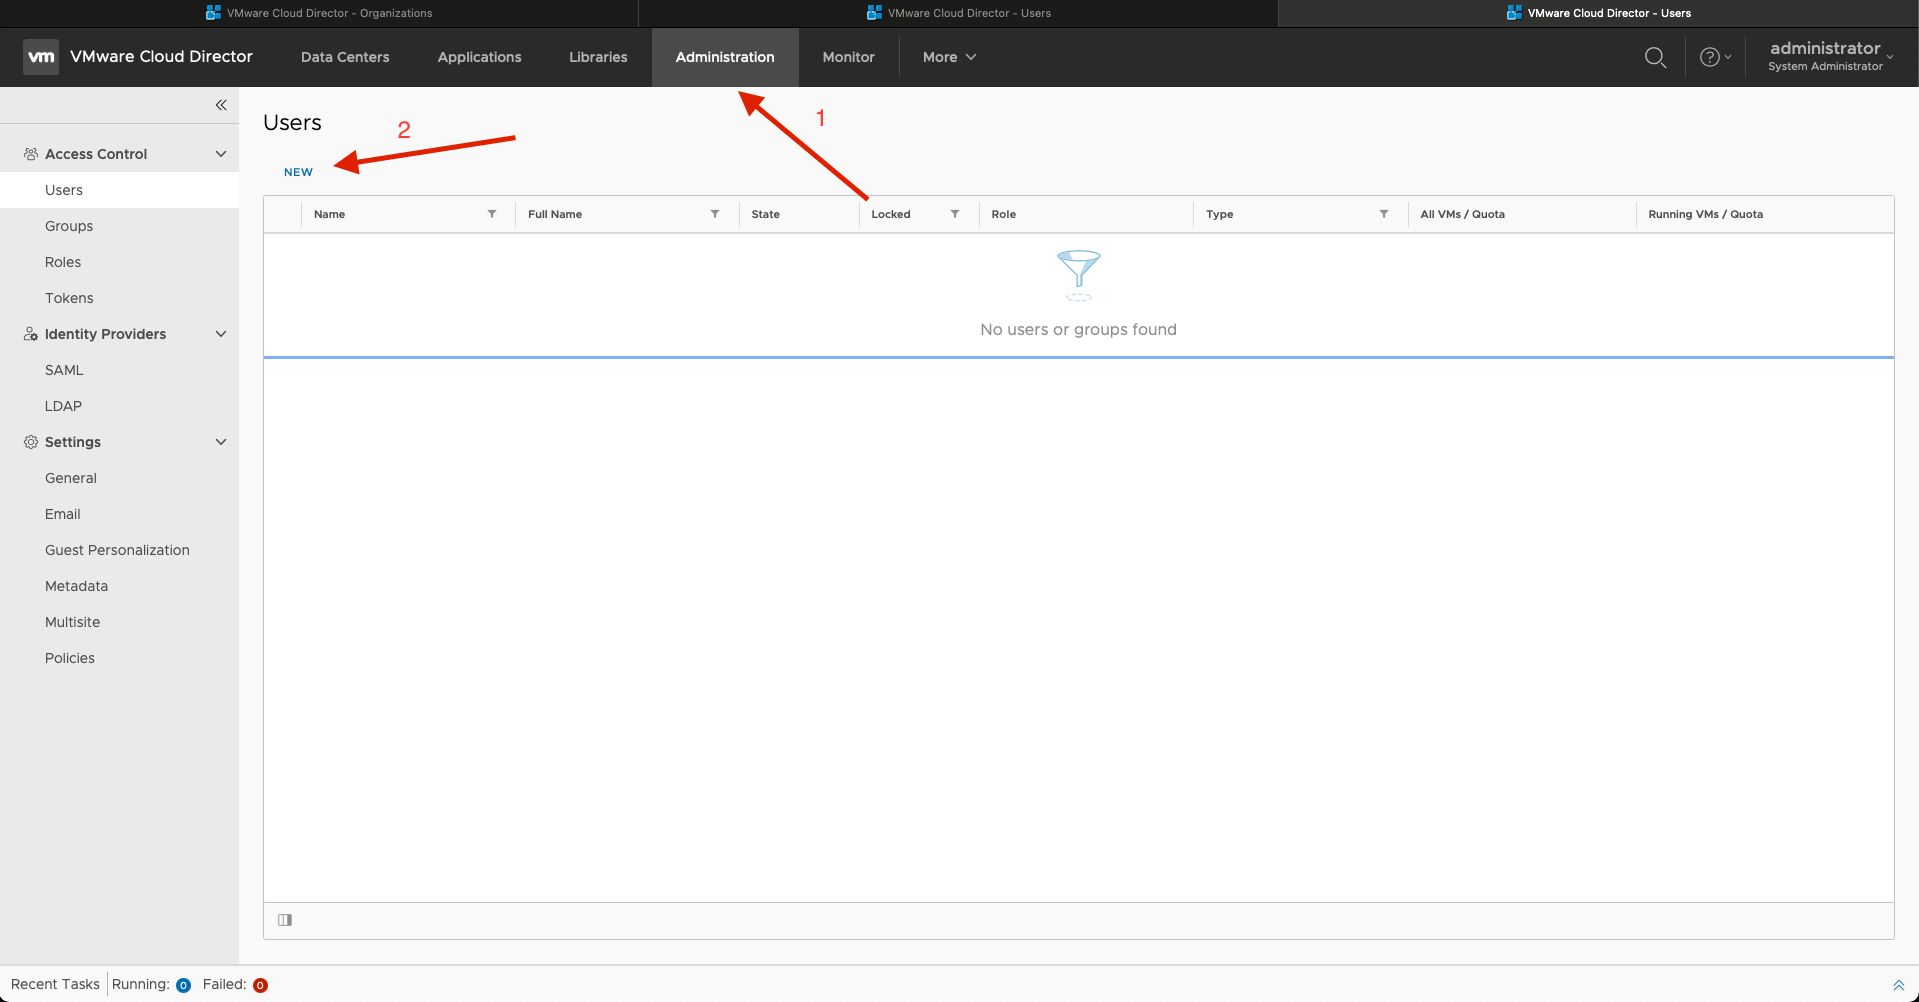 VMware Cloud Director - Organizations
VMware Cloud Director - Users
VMware Cloud Director - Users
vm VMware Cloud Director Data Centers Applications Libraries Administration Monitor More
administrator
System Administrator
Access Control
Users
Groups
Roles
Tokens
Identity Providers
SAML
LDAP
Settings
General
Email
Guest Personalization
Metadata
Multisite
Policies
Users
1
2
NEW
Name Full Name State Locked Role Type All VMs / Quota Running VMs / Quota
No users or groups found
Recent Tasks Running: 0 Failed: 0